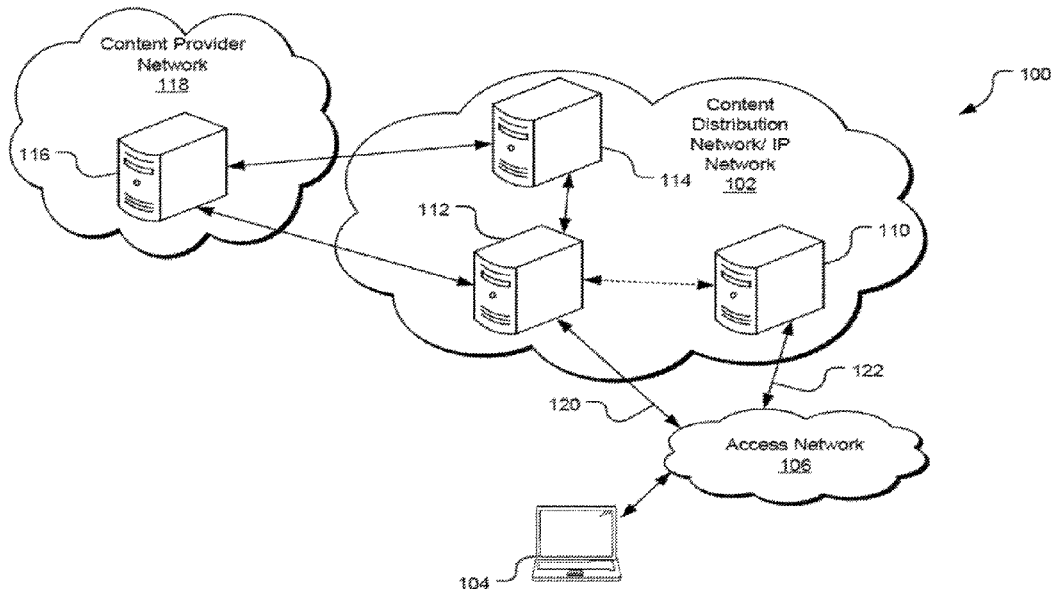 Content Provider
Network
118
100
Content
Distribution
Network/ IP
Network
102
116
114
112
110
122
120
Access Network
106
104